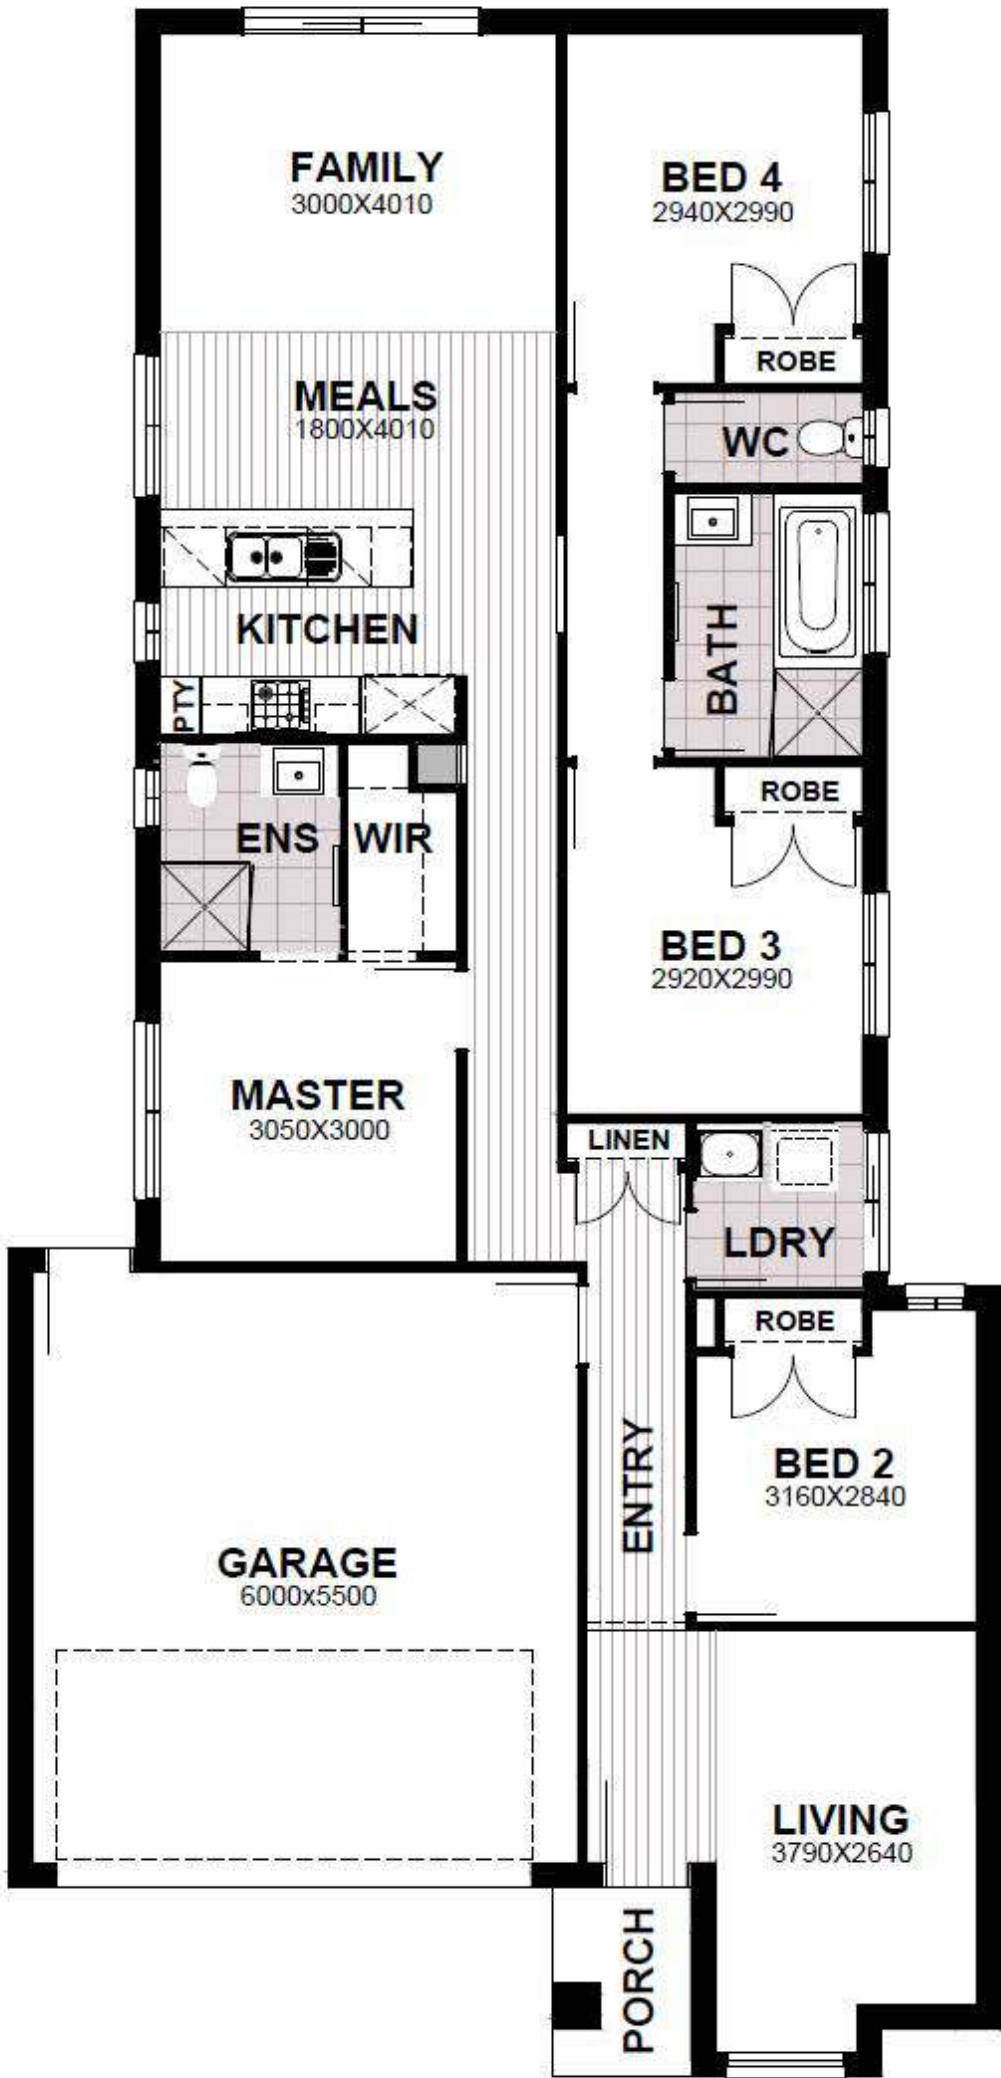 FAMILY
3000X4010
BED 4
2940X2990
ROBE
MEALS
1800X4010
WC
KITCHEN
BATH
PTY
ROBE
ENS
WIR
BED 3
2920X2990
MASTER
3050X3000
LINEN
LDRY
ROBE
BED 2
3160X2840
ENTRY
GARAGE
6000x5500
LIVING
3790X2640
PORCH